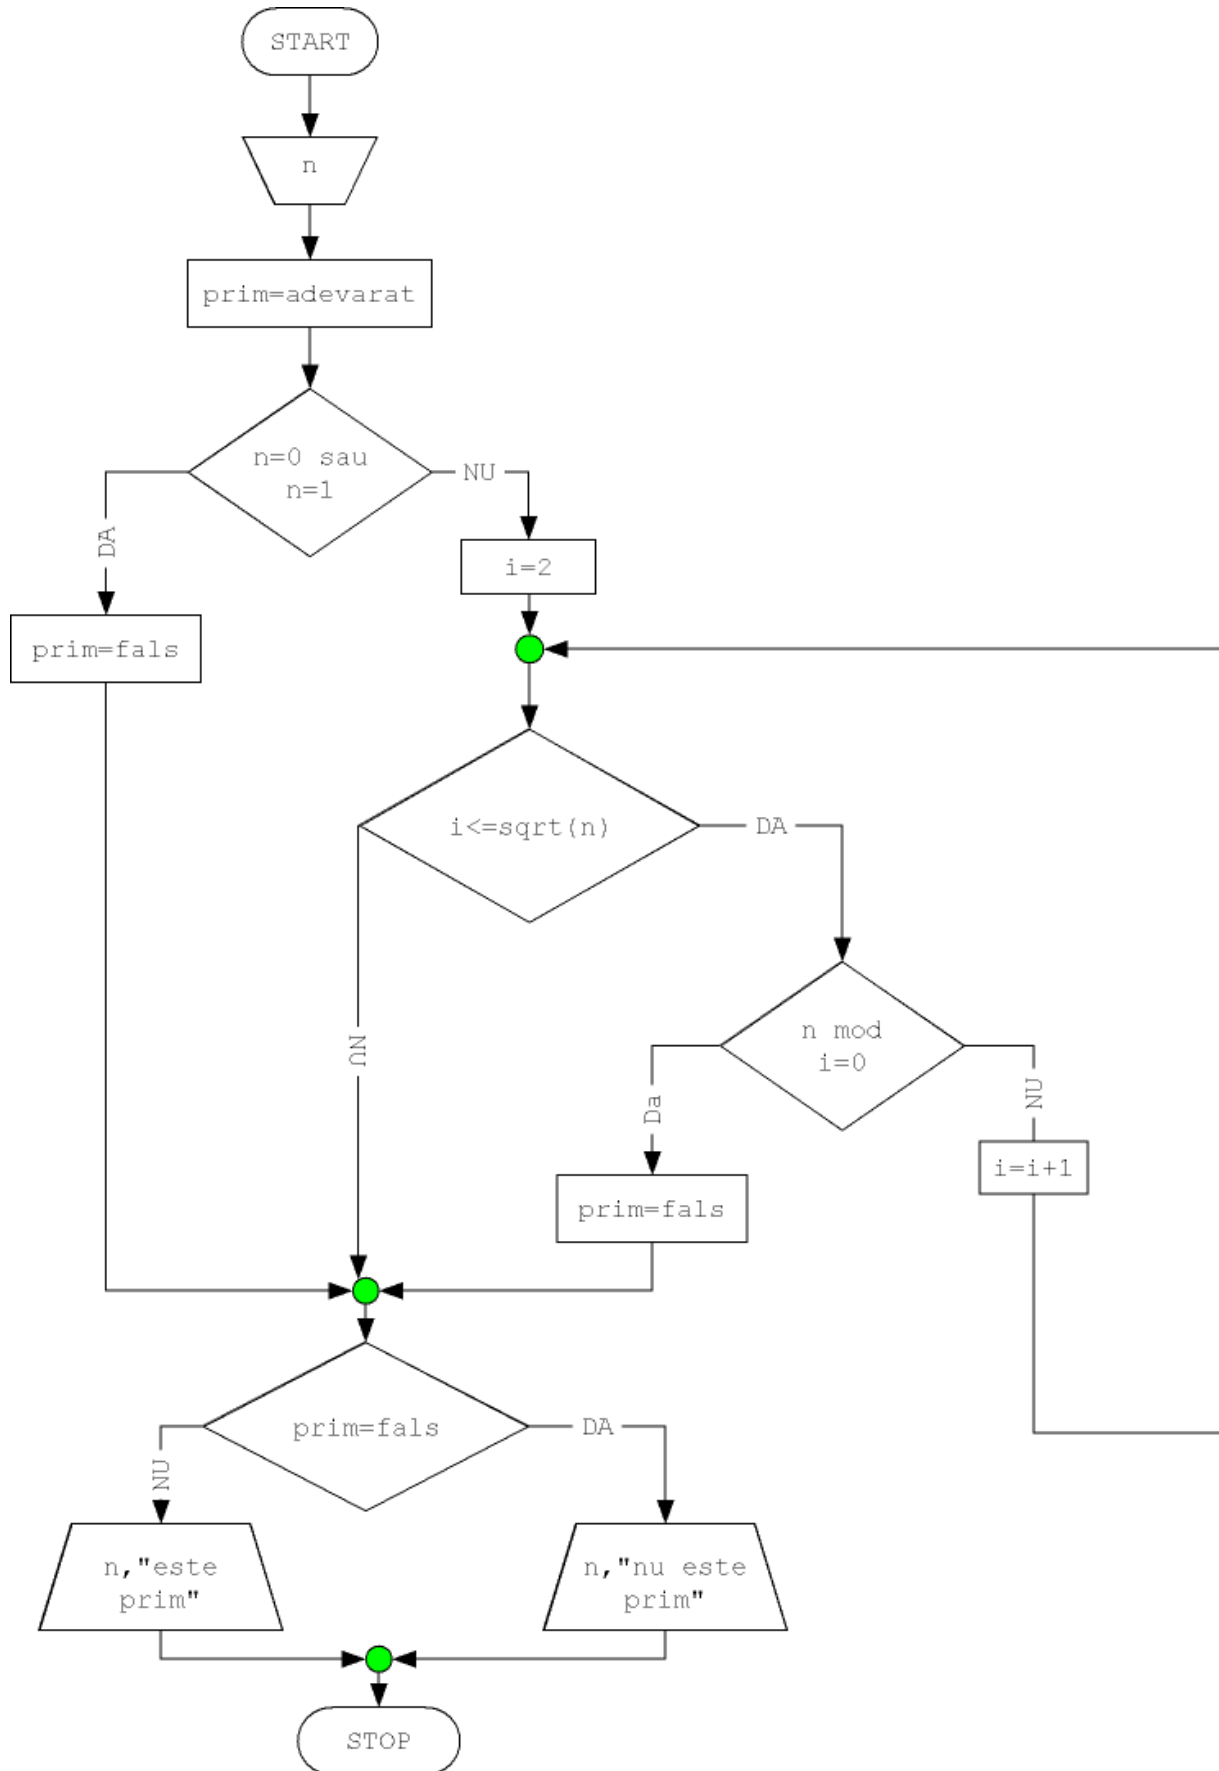 START
n
prim=adevarat
n=0 sau
n=1
NU
DA
i=2
prim=fals
i<=sqrt(n)
DA
NU
n mod
i=0
Da
NU
i=i+1
prim=fals
prim=fals
DA
NU
n,"este
prim"
n,"nu este
prim"
STOP